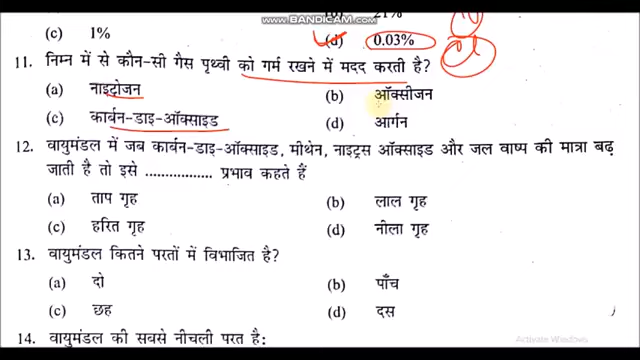 www.BANDICAM.com
(b) 21%
(c) 1%
(d) 0.03%
11. निम्न में से कौन-सी गैस पृथ्वी को गर्म रखने में मदद करती है?
(a) नाइट्रोजन (b) ऑक्सीजन
(c) कार्बन-डाइ-ऑक्साइड (d) आर्गन
12. वायुमंडल में जब कार्बन-डाइ-ऑक्साइड, मीथेन, नाइट्रस ऑक्साइड और जल वाष्प की मात्रा बढ़
जाती है तो इसे ................. प्रभाव कहते हैं
(a) ताप गृह (b) लाल गृह
(c) हरित गृह (d) नीला गृह
13. वायुमंडल कितने परतों में विभाजित है?
(a) दो (b) पाँच
(c) छह (d) दस
14. वायुमंडल की सबसे नीचली परत है:
Activate Windows